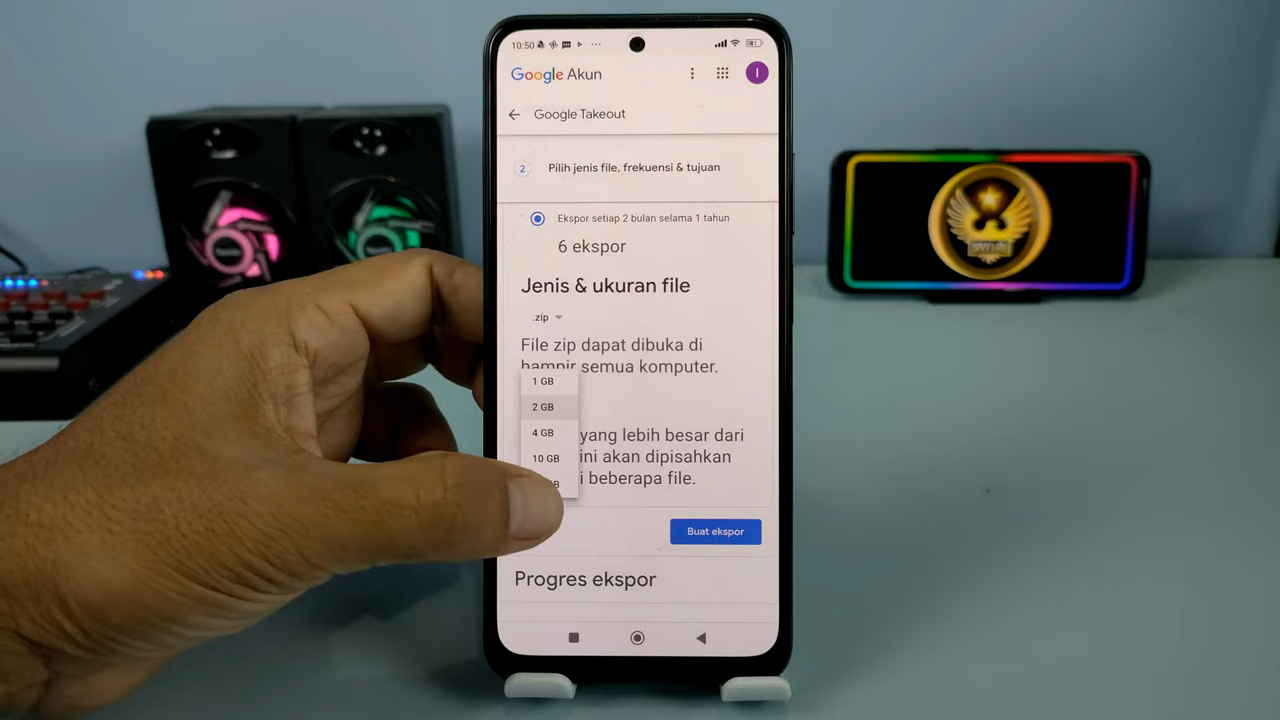 10:50
Google Akun
I
Google Takeout
2 Pilih jenis file, frekuensi & tujuan
Ekspor setiap 2 bulan selama 1 tahun
6 ekspor
Jenis & ukuran file
.zip
File zip dapat dibuka di
hampir semua komputer.
1 GB
2 GB
4 GB
10 GB
yang lebih besar dari
ini akan dipisahkan
i beberapa file.
Buat ekspor
Progres ekspor